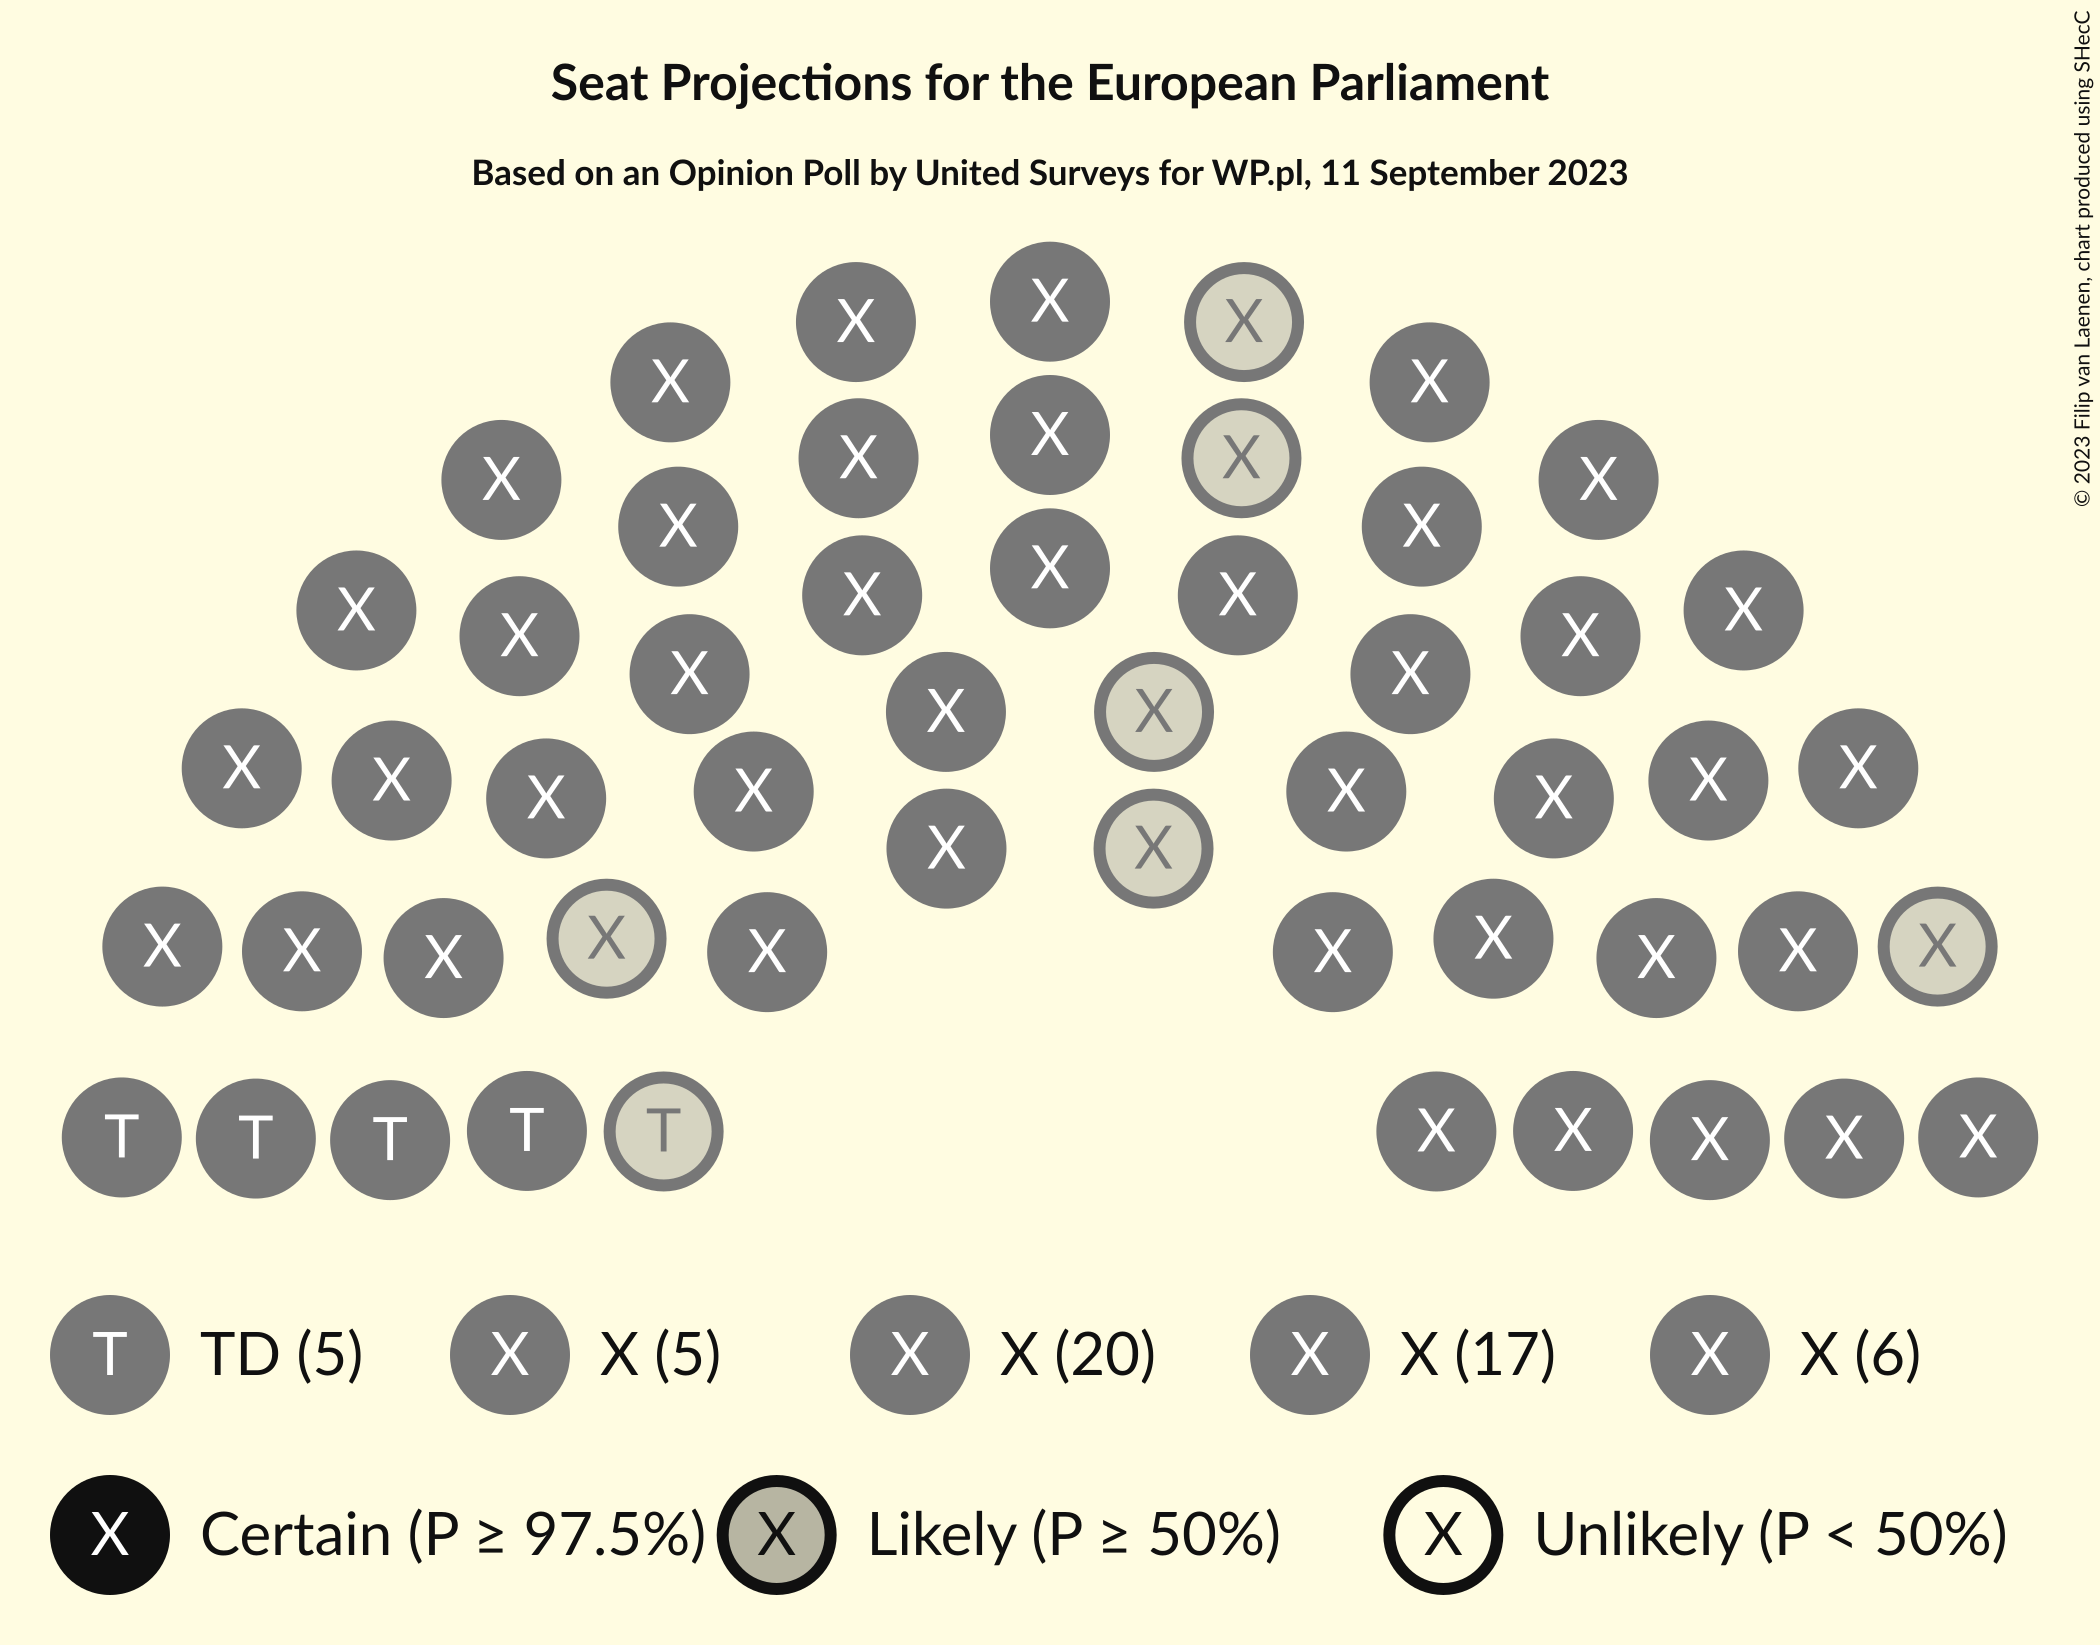 Seat Projections for the European Parliament
Based on an Opinion Poll by United Surveys for WP.pl, 11 September 2023
© 2023 Filip van Laenen, chart produced using SHecC
X
X X
X X
X
X X
X X
X X
X
X X
X X
X X
X X
X X
X X
X X
X X
X X X X
X X X X
X X
X X X X X X X X X X
T T T T T X X X X X
T TD (5) X X (5) X X (20) X X (17) X X (6)
X Certain (P ≥ 97.5%) X Likely (P ≥ 50%) X Unlikely (P < 50%)